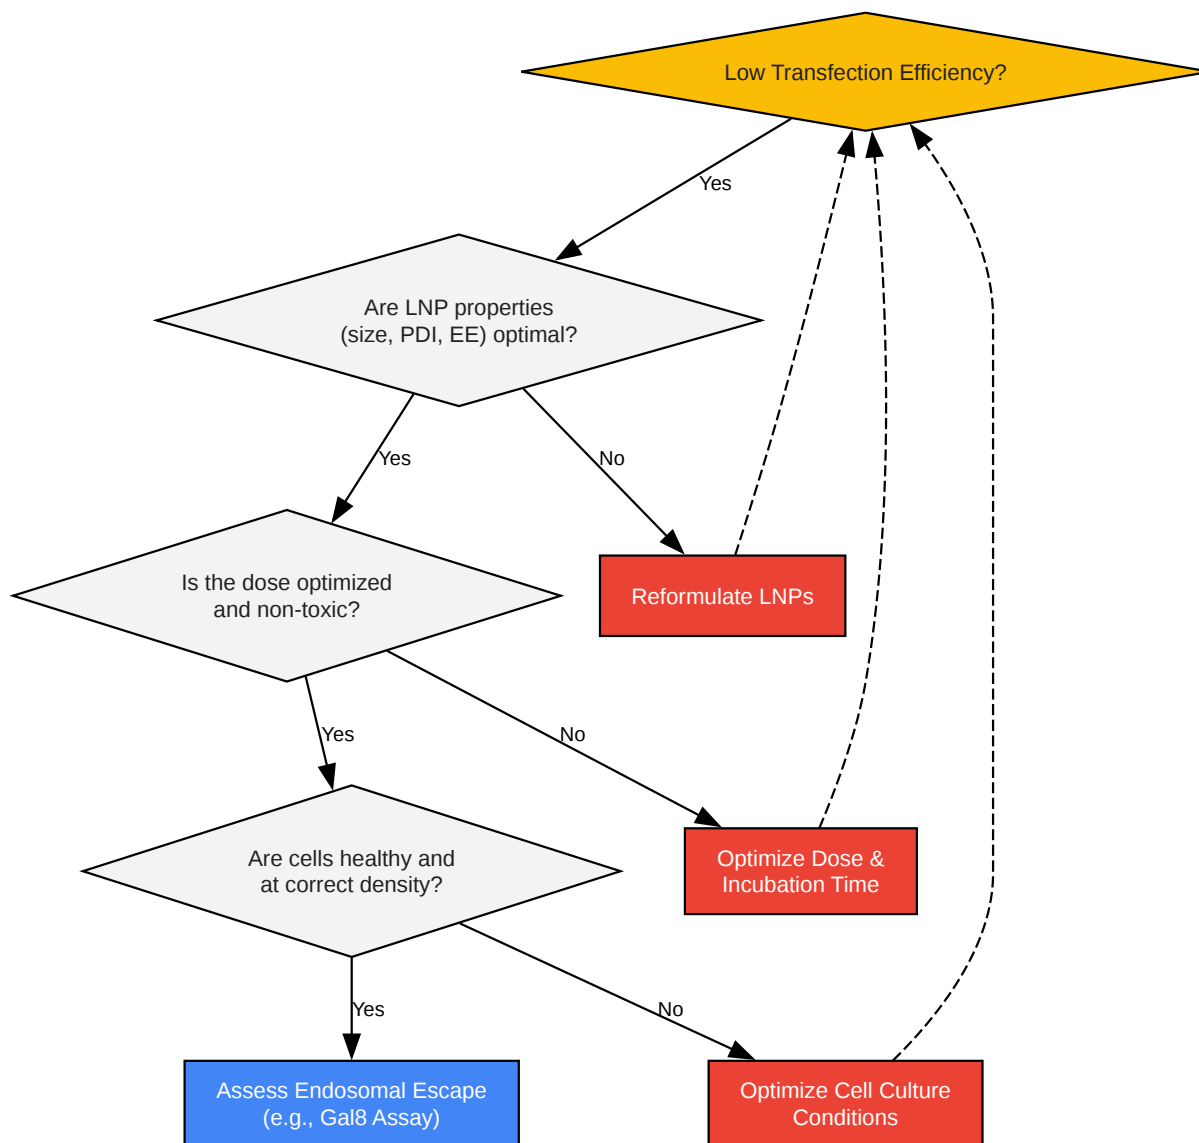 Low Transfection Efficiency?
Yes
Are LNP properties
(size, PDI, EE) optimal?
Yes
No
Is the dose optimized
and non-toxic?
Reformulate LNPs
Yes
No
Are cells healthy and
at correct density?
Optimize Dose &
Incubation Time
Yes
No
Assess Endosomal Escape
(e.g., Gal8 Assay)
Optimize Cell Culture
Conditions